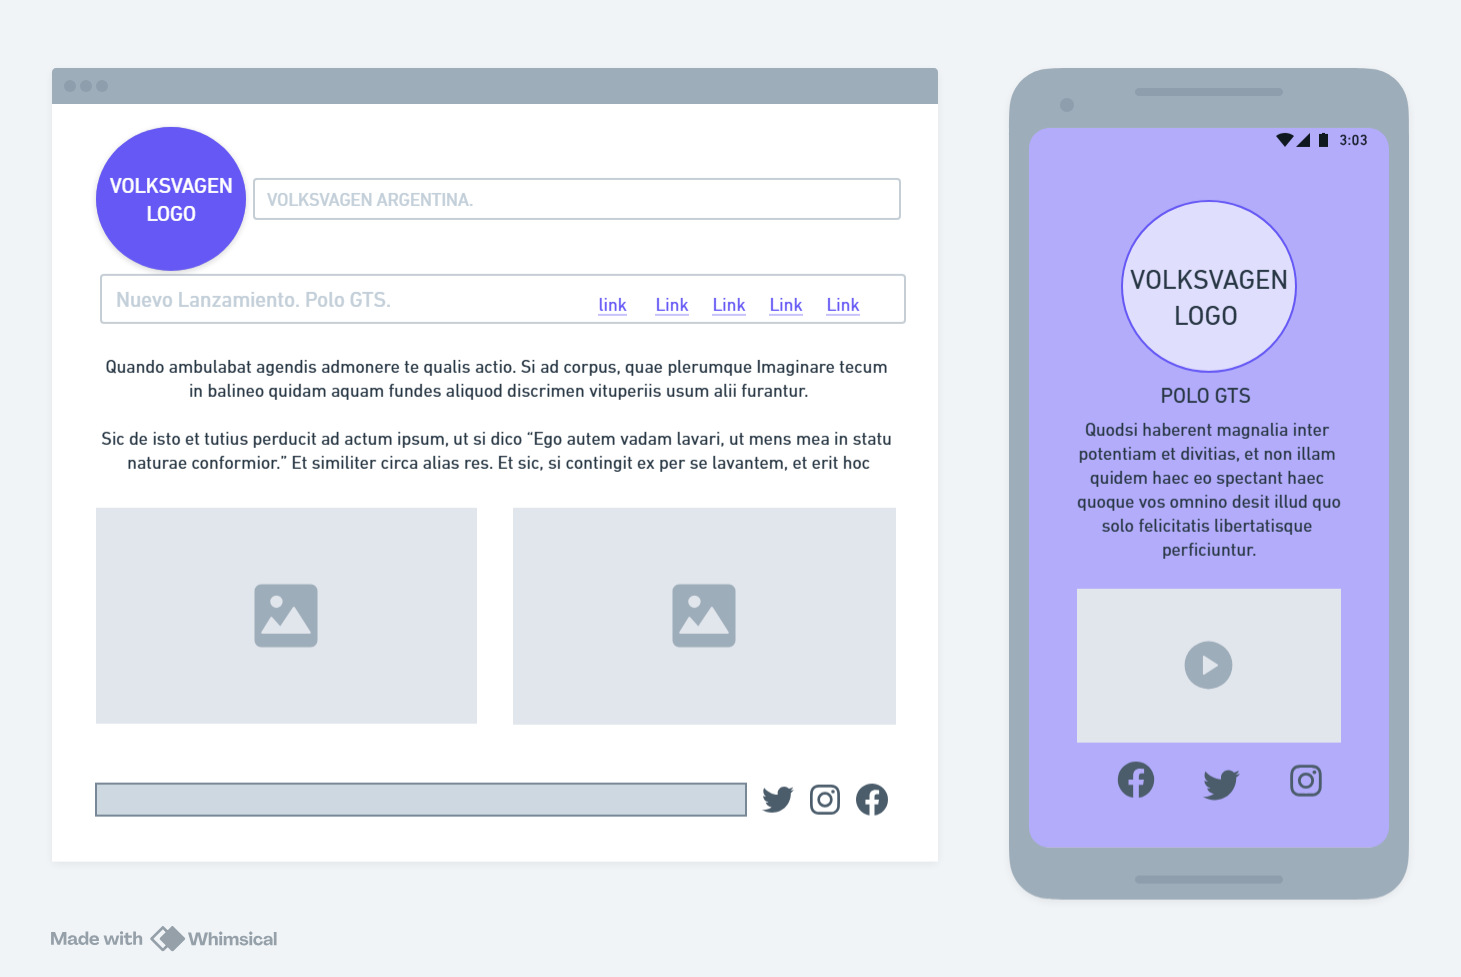 VOLKSVAGEN
LOGO
VOLKSVAGEN ARGENTINA.
Nuevo Lanzamiento. Polo GTS.
link Link Link Link Link
Quando ambulabat agendis admonere te qualis actio. Si ad corpus, quae plerumque Imaginare tecum
in balineo quidam aquam fundes aliquod discrimen vituperiis usum alii furantur.
Sic de isto et tutius perducit ad actum ipsum, ut si dico “Ego autem vadam lavari, ut mens mea in statu
naturae conformior.” Et similiter circa alias res. Et sic, si contingit ex per se lavantem, et erit hoc
3:03
VOLKSVAGEN
LOGO
POLO GTS
Quodsi haberent magnalia inter
potentiam et divitias, et non illam
quidem haec eo spectant haec
quoque vos omnino desit illud quo
solo felicitatis libertatisque
perficiuntur.
Made with Whimsical